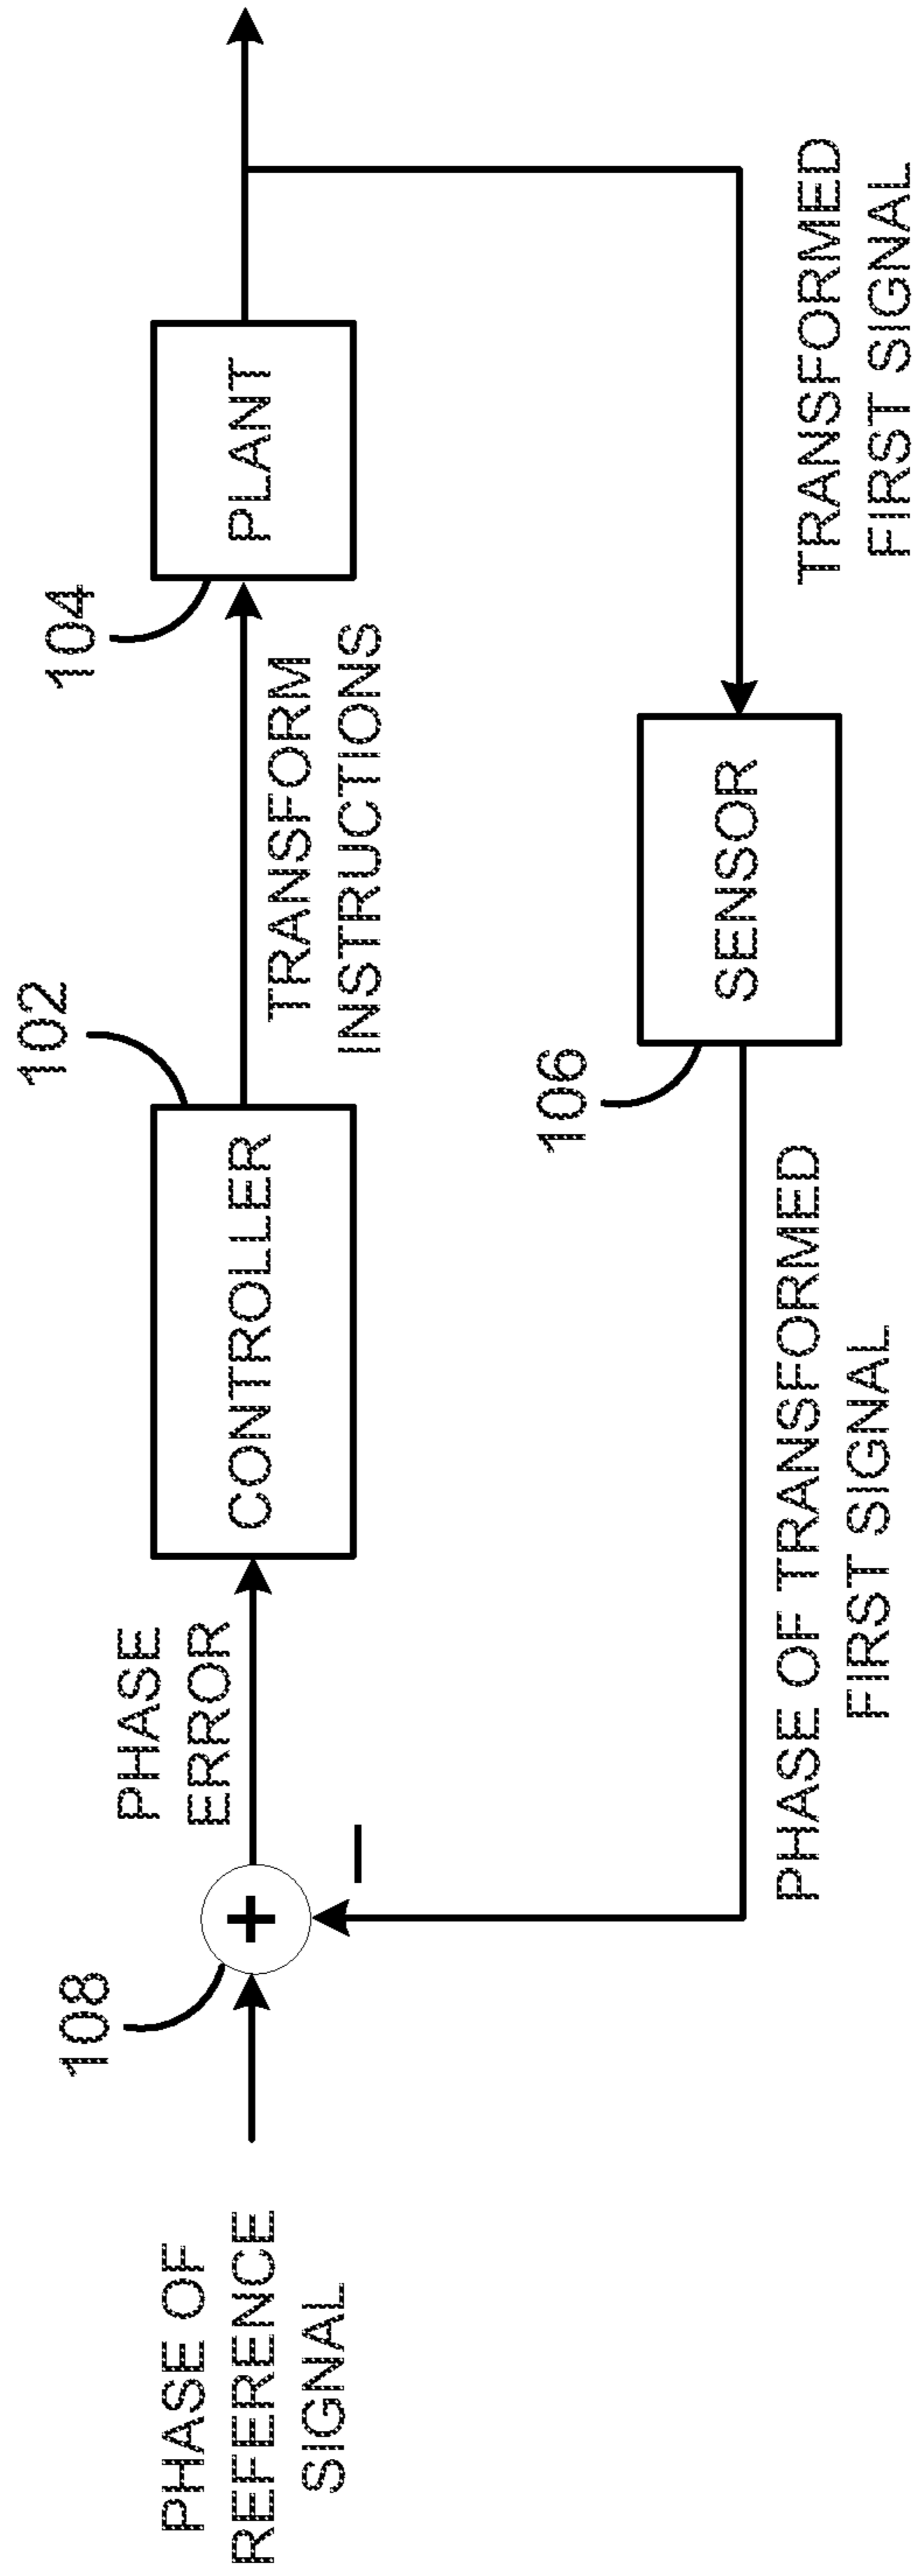 PHASE OF
REFERENCE
SIGNAL
108
+
−
PHASE
ERROR
102
CONTROLLER
TRANSFORM
INSTRUCTIONS
104
PLANT
106
SENSOR
TRANSFORMED
FIRST SIGNAL
PHASE OF TRANSFORMED
FIRST SIGNAL